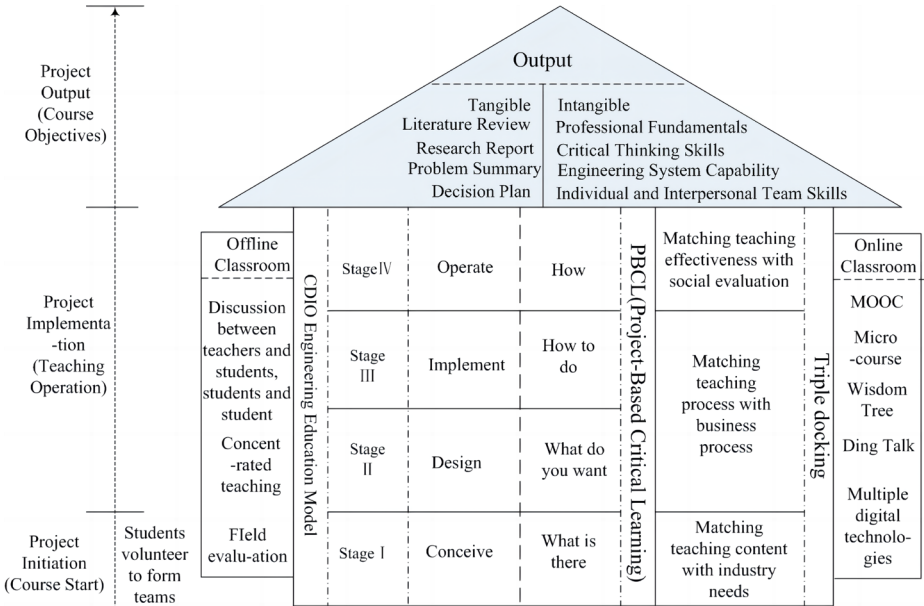 Project
Output
(Course
Objectives)
Output
Tangible
Literature Review
Research Report
Problem Summary
Decision Plan
Intangible
Professional Fundamentals
Critical Thinking Skills
Engineering System Capability
Individual and Interpersonal Team Skills
Project
Implementa
-tion
(Teaching
Operation)
Offline
Classroom
Discussion
between
teachers and
students,
students and
student
Concent
-rated
teaching
FIeld
evalu-ation
CDIO Engineering Education Model
Stage IV
Operate
How
Stage
III
Implement
How to
do
Stage
II
Design
What do
you want
Stage I
Conceive
What is
there
PBCL(Project-Based Critical Learning)
Matching teaching
effectiveness with
social evaluation
Matching
teaching
process with
business
process
Matching
teaching content
with industry
needs
Triple docking
Online
Classroom
MOOC
Micro
-course
Wisdom
Tree
Ding Talk
Multiple
digital
technolo-
gies
Project
Initiation
(Course Start)
Students
volunteer
to form
teams